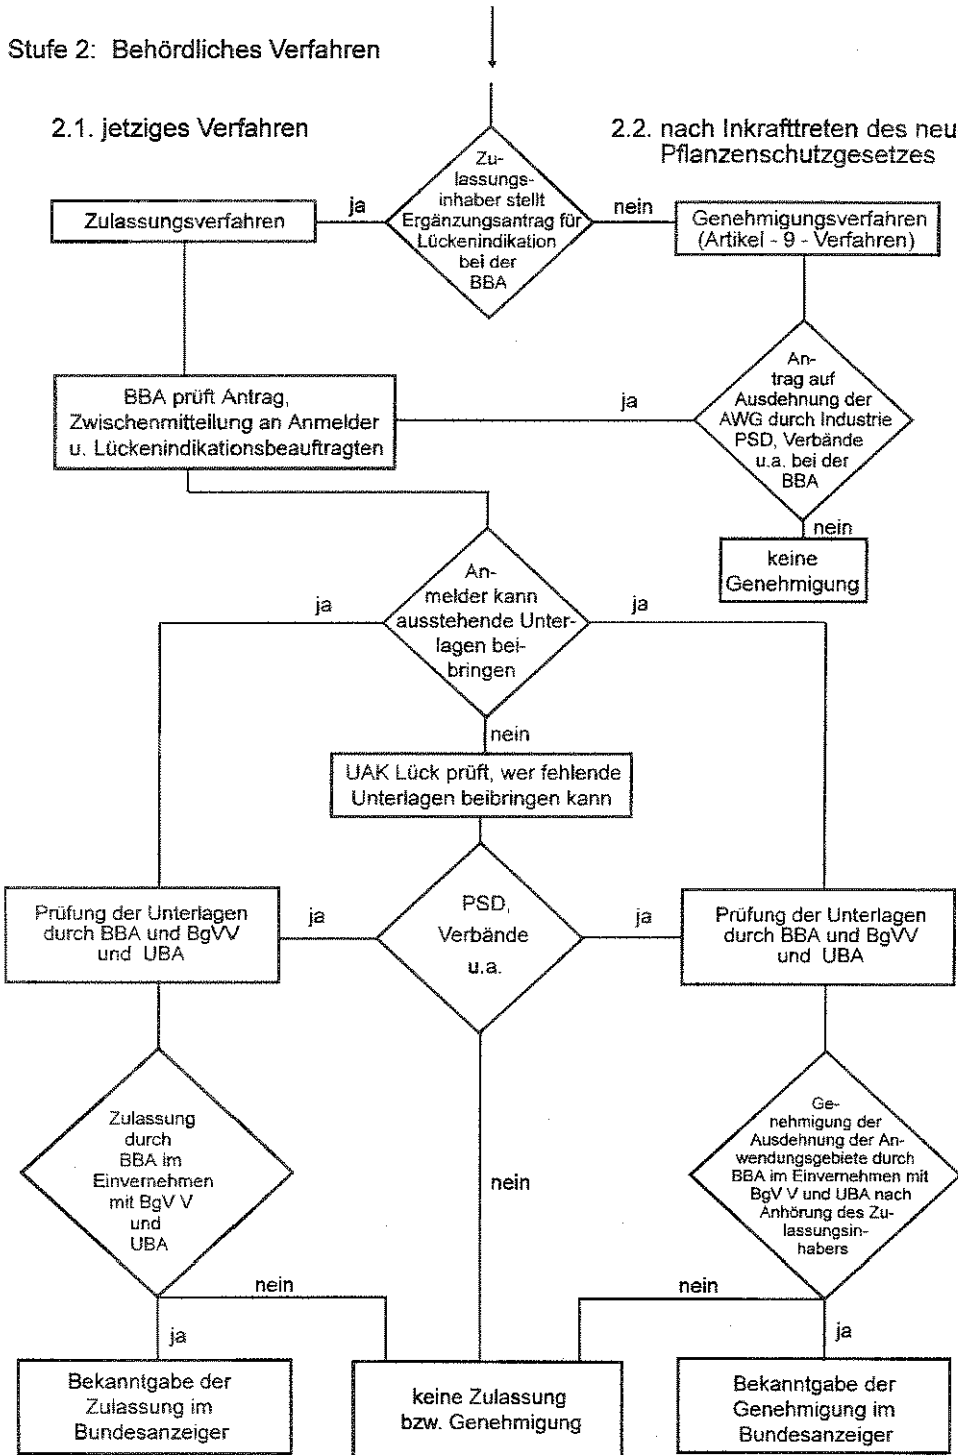 Stufe 2: Behördliches Verfahren
2.1. jetziges Verfahren
2.2. nach Inkrafttreten des neu
Pflanzenschutzgesetzes
Zu-
lassungs-
inhaber stellt
Ergänzungsantrag für
Lückenindikation
bei der
BBA
ja
nein
Zulassungsverfahren
Genehmigungsverfahren
(Artikel - 9 - Verfahren)
BBA prüft Antrag,
Zwischenmitteilung an Anmelder
u. Lückenindikationsbeauftragten
ja
An-
trag auf
Ausdehnung der
AWG durch Industrie
PSD, Verbände
u.a. bei der
BBA
nein
keine
Genehmigung
An-
melder kann
ausstehende Unter-
lagen bei-
bringen
ja
ja
nein
UAK Lück prüft, wer fehlende
Unterlagen beibringen kann
Prüfung der Unterlagen
durch BBA und BgVV
und UBA
ja
PSD,
Verbände
u.a.
ja
Prüfung der Unterlagen
durch BBA und BgVV
und UBA
Zulassung
durch
BBA im
Einvernehmen
mit BgV V
und
UBA
nein
Ge-
nehmigung der
Ausdehnung der An-
wendungsgebiete durch
BBA im Einvernehmen mit
BgV V und UBA nach
Anhörung des Zu-
lassungsin-
habers
nein
nein
ja
ja
Bekanntgabe der
Zulassung im
Bundesanzeiger
keine Zulassung
bzw. Genehmigung
Bekanntgabe der
Genehmigung im
Bundesanzeiger